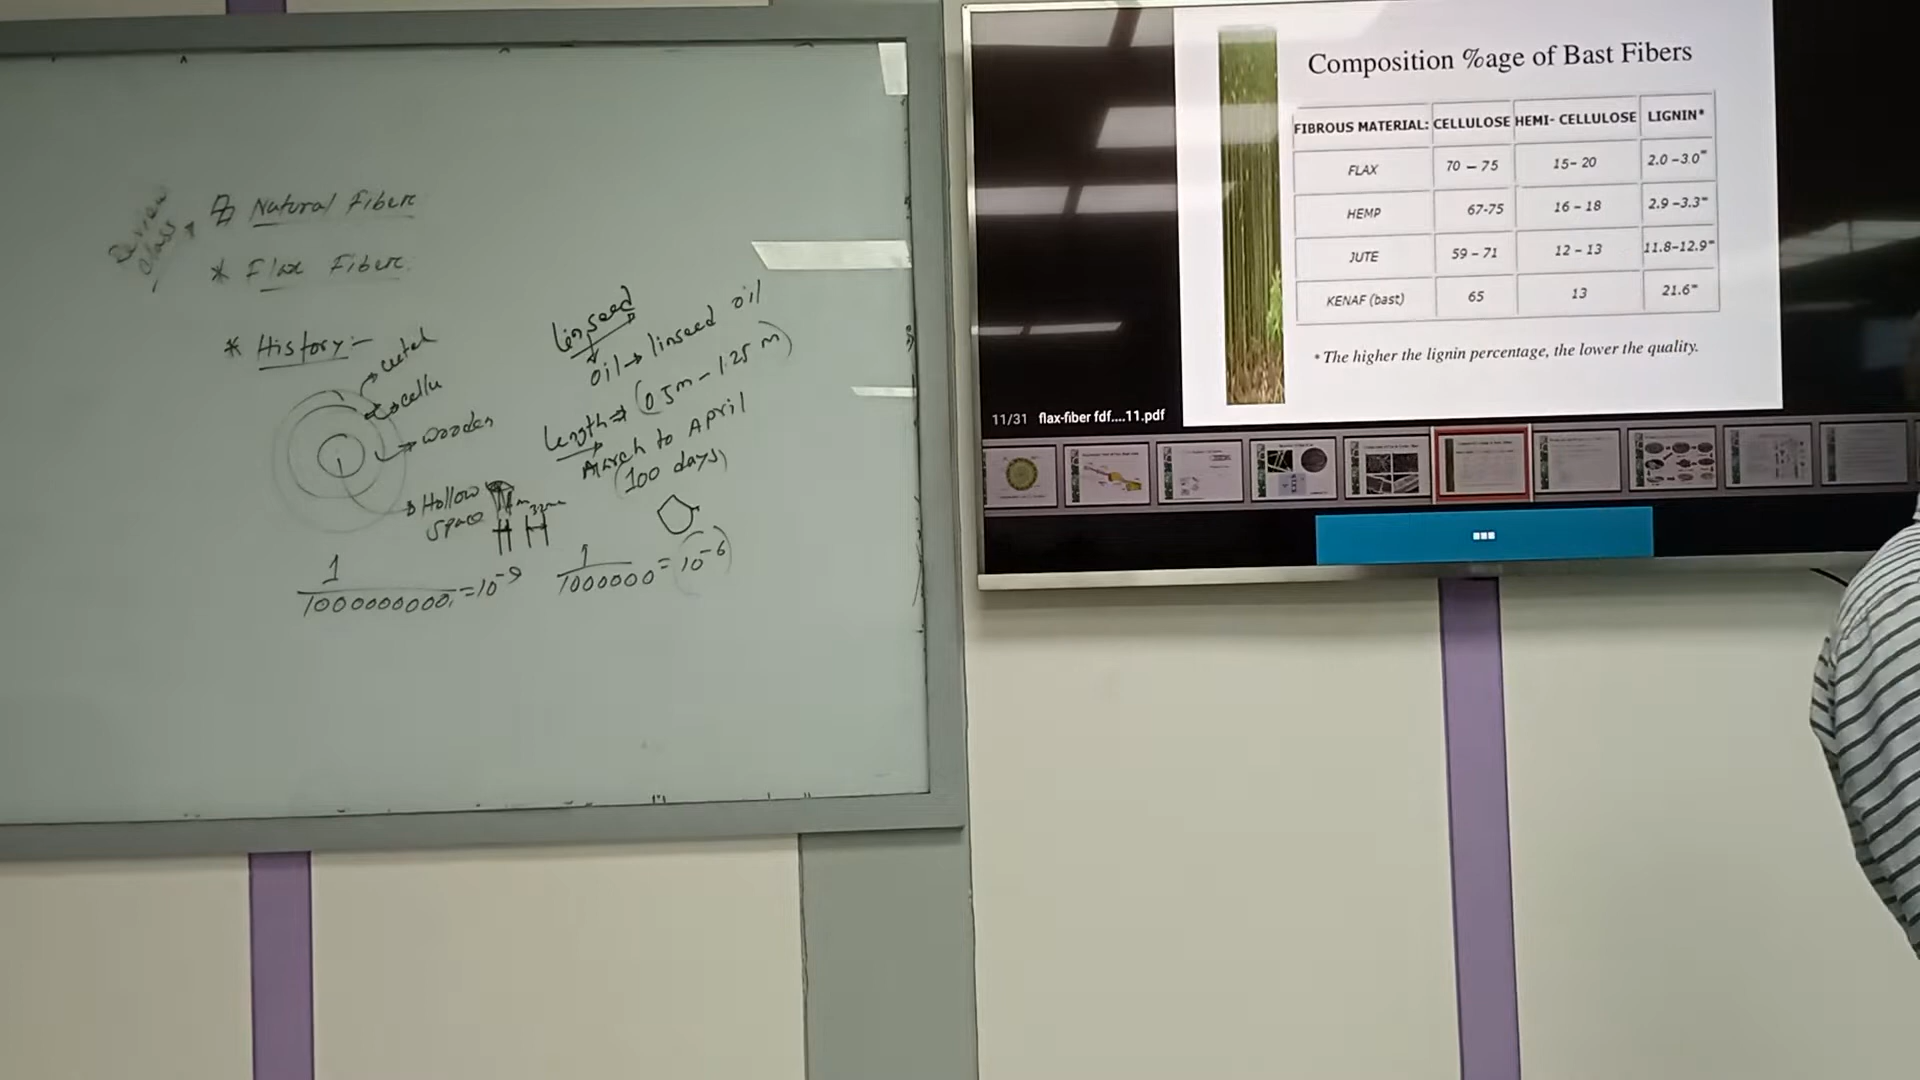 Natural Fiber
* Flax Fiber
* History:-
cellu
wooden
Hollow
space
1
1000000000 = 10⁻⁹
Linseed
oil → linseed oil
Length ⇒ (0.5m – 1.25 m)
March to April
(100 days)
1
1000000 = 10⁻⁶
Composition %age of Bast Fibers
FIBROUS MATERIAL: CELLULOSE HEMI- CELLULOSE LIGNIN*
FLAX 70 – 75 15– 20 2.0 –3.0"
HEMP 67-75 16 – 18 2.9 –3.3"
JUTE 59 – 71 12 – 13 11.8–12.9"
KENAF (bast) 65 13 21.6"
* The higher the lignin percentage, the lower the quality.
11/31 flax-fiber fdf....11.pdf